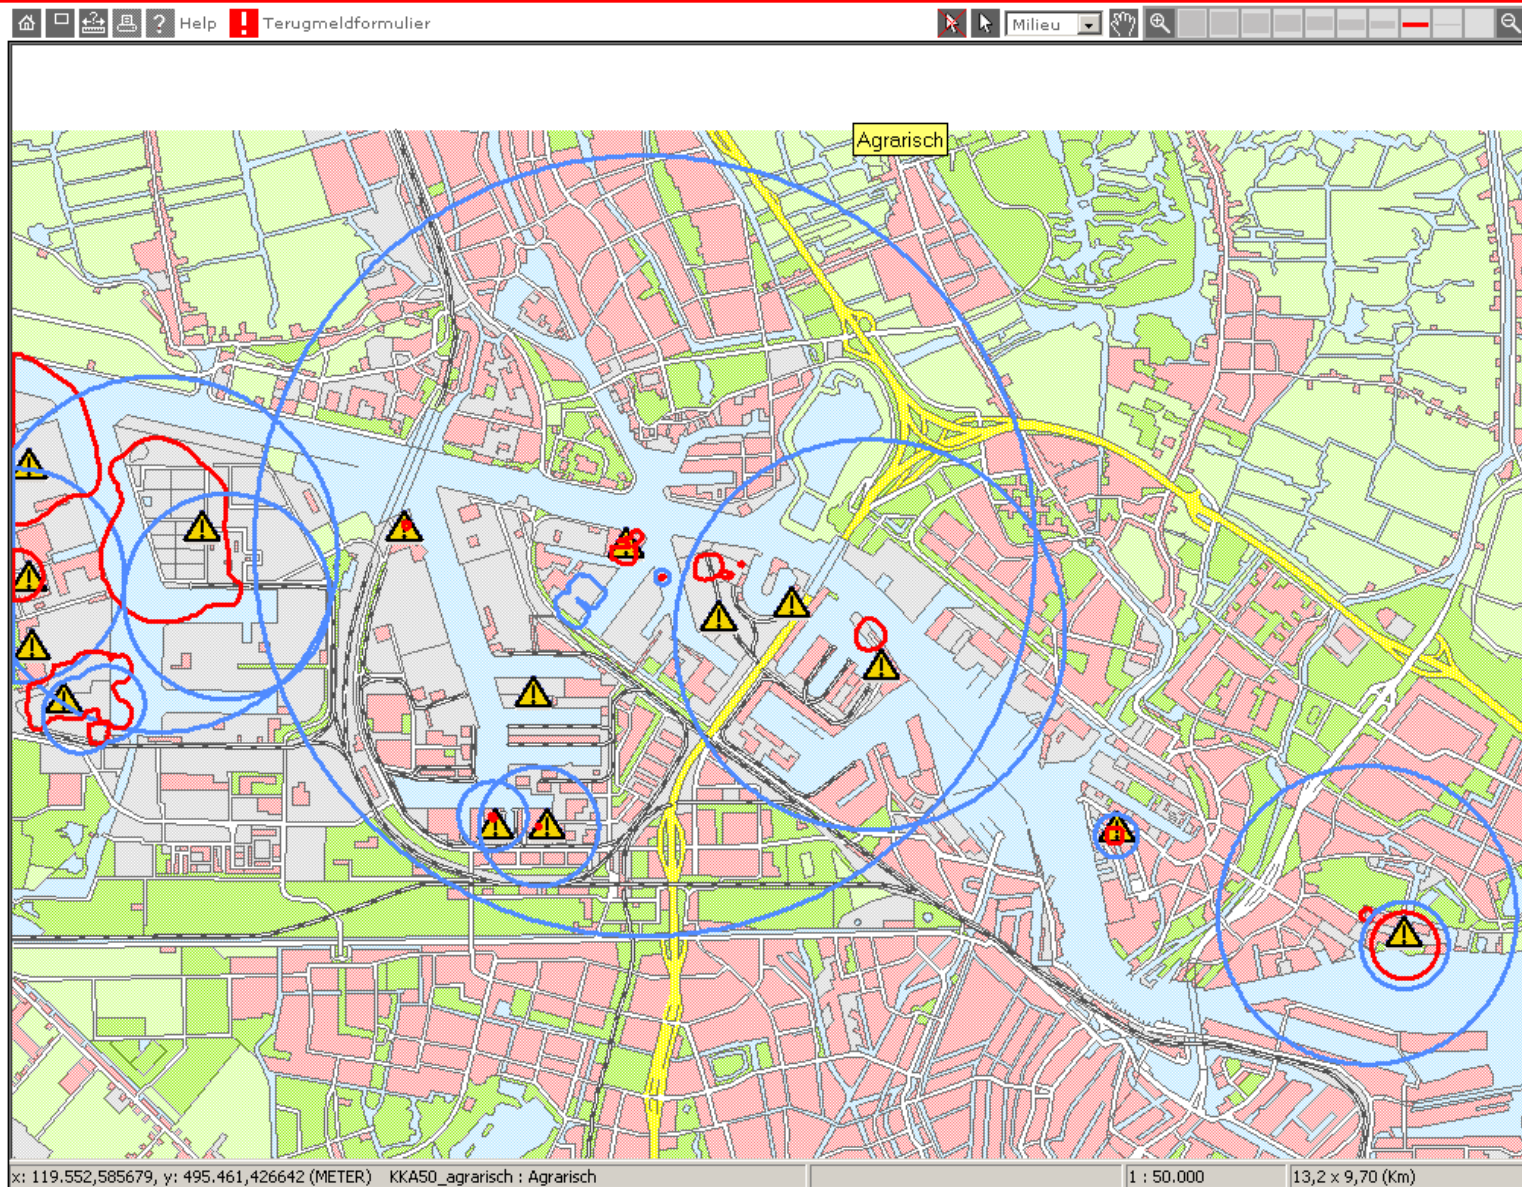 ? Help ! Terugmeldformulier Milieu
Agrarisch
x: 119.552,585679, y: 495.461,426642 (METER) KKA50_agrarisch : Agrarisch 1 : 50.000 13,2 x 9,70 (Km)